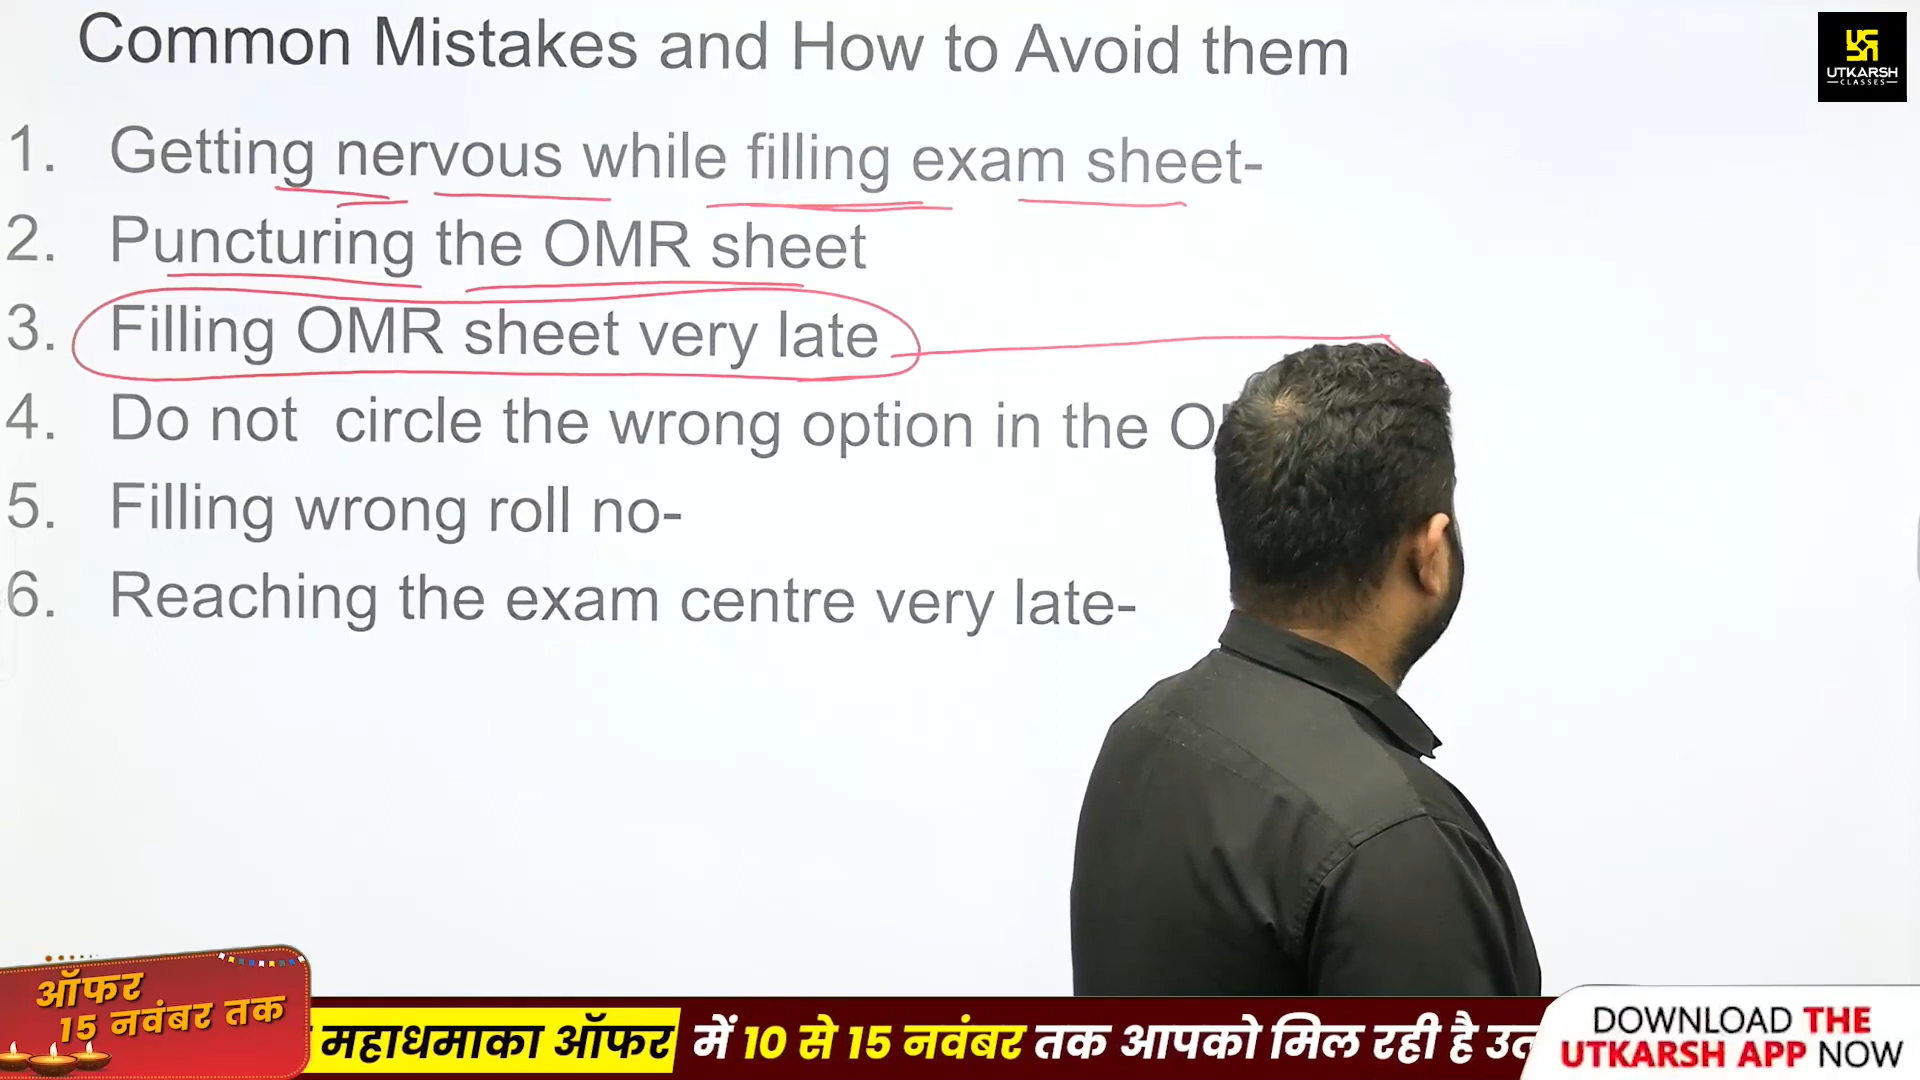 Common Mistakes and How to Avoid them
UTKARSH
CLASSES
1. Getting nervous while filling exam sheet-
2. Puncturing the OMR sheet
3. Filling OMR sheet very late
4. Do not circle the wrong option in the
5. Filling wrong roll no-
6. Reaching the exam centre very late-
ऑफर
15 नवंबर तक
महाधमाका ऑफर में 10 से 15 नवंबर तक आपको मिल रही है
DOWNLOAD THE
UTKARSH APP NOW